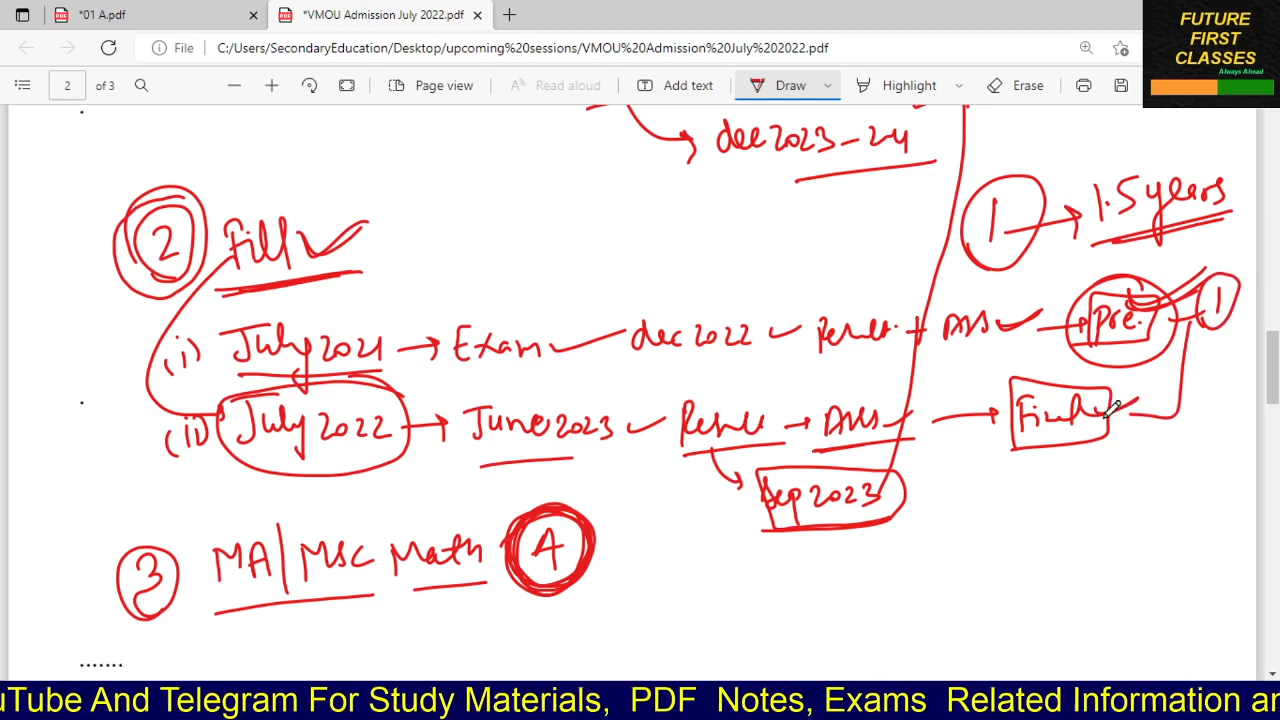 *01 A.pdf
*VMOU Admission July 2022.pdf
File C:/Users/SecondaryEducation/Desktop/upcoming%20sessions/VMOU%20Admission%20July%202022.pdf
2 of 3 Page view Read aloud Add text Draw Highlight Erase
FUTURE
FIRST
CLASSES
Always Ahead
.
dec 2023-24
1 → 1.5 years
2 Fill ✓
(i) July 2021 → Exam dec 2022 Result + ASS → Pre. 1
.
(ii) July 2022 → June 2023 Result → ASS → Final
Sep 2023
3 MA | MSC Math A
.......
uTube And Telegram For Study Materials, PDF Notes, Exams Related Information an